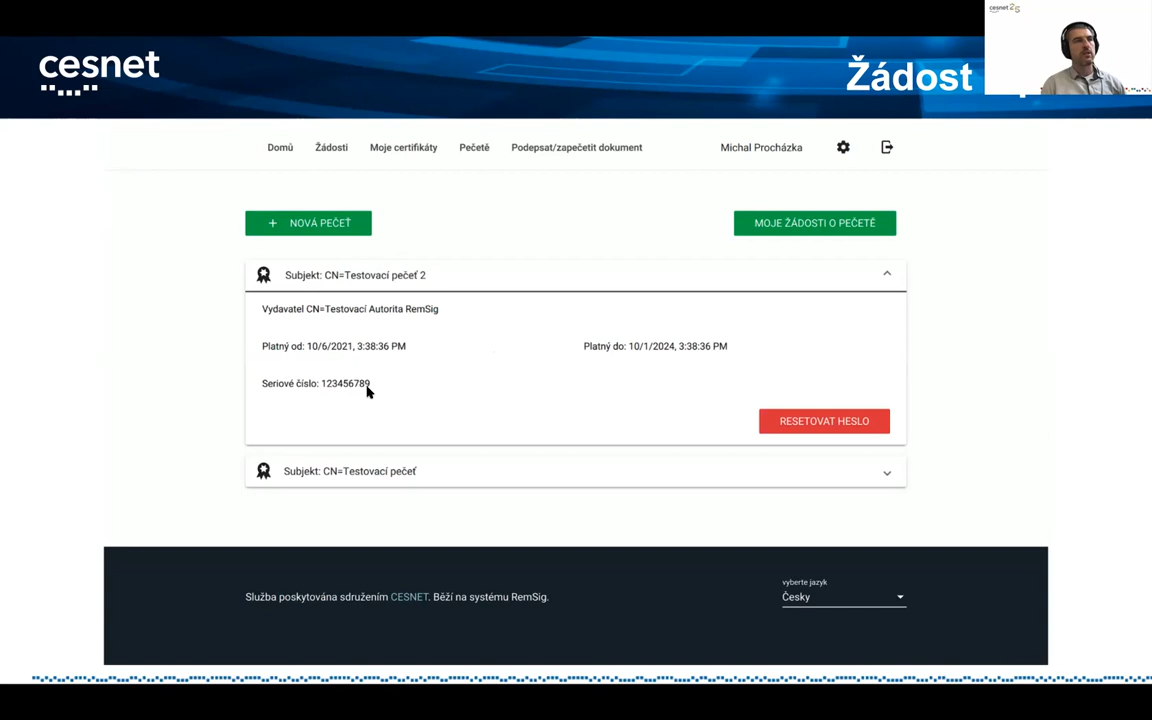 cesnet
cesnet 25
Žádost
Domů Žádosti Moje certifikáty Pečetě Podepsat/zapečetit dokument Michal Procházka
+ NOVÁ PEČEŤ MOJE ŽÁDOSTI O PEČETĚ
Subjekt: CN=Testovací pečeť 2
Vydavatel CN=Testovací Autorita RemSig
Platný od: 10/6/2021, 3:38:36 PM Platný do: 10/1/2024, 3:38:36 PM
Seriové číslo: 123456789
RESETOVAT HESLO
Subjekt: CN=Testovací pečeť
vyberte jazyk
Služba poskytována sdružením CESNET. Běží na systému RemSig. Česky